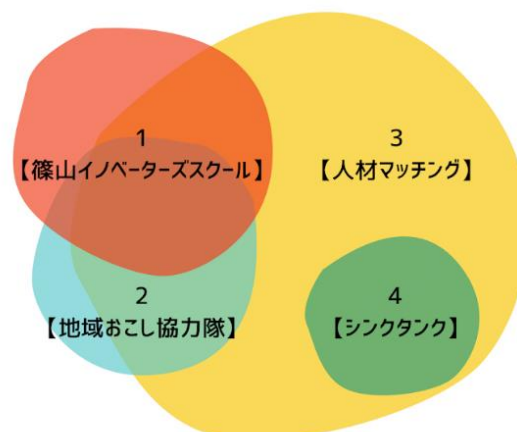 1
【篠山イノベーターズスクール】
3
【人材マッチング】
2
【地域おこし協力隊】
4
【シンクタンク】